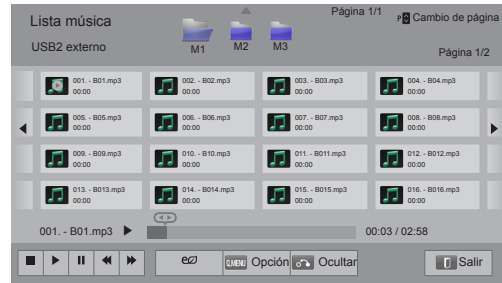 Lista música
Página 1/1
P Cambio de página
USB2 externo
M1 M2 M3
Página 1/2
001. - B01.mp3
00:00
002. - B02.mp3
00:00
003. - B03.mp3
00:00
004. - B04.mp3
00:00
005. - B05.mp3
00:00
006. - B06.mp3
00:00
007. - B07.mp3
00:00
008. - B08.mp3
00:00
009. - B09.mp3
00:00
010. - B10.mp3
00:00
011. - B011.mp3
00:00
012. - B12.mp3
00:00
013. - B13.mp3
00:00
014. - B014.mp3
00:00
015. - B015.mp3
00:00
016. - B016.mp3
00:00
001. - B01.mp3
00:03 / 02:58
Q.MENU Opción Ocultar Salir